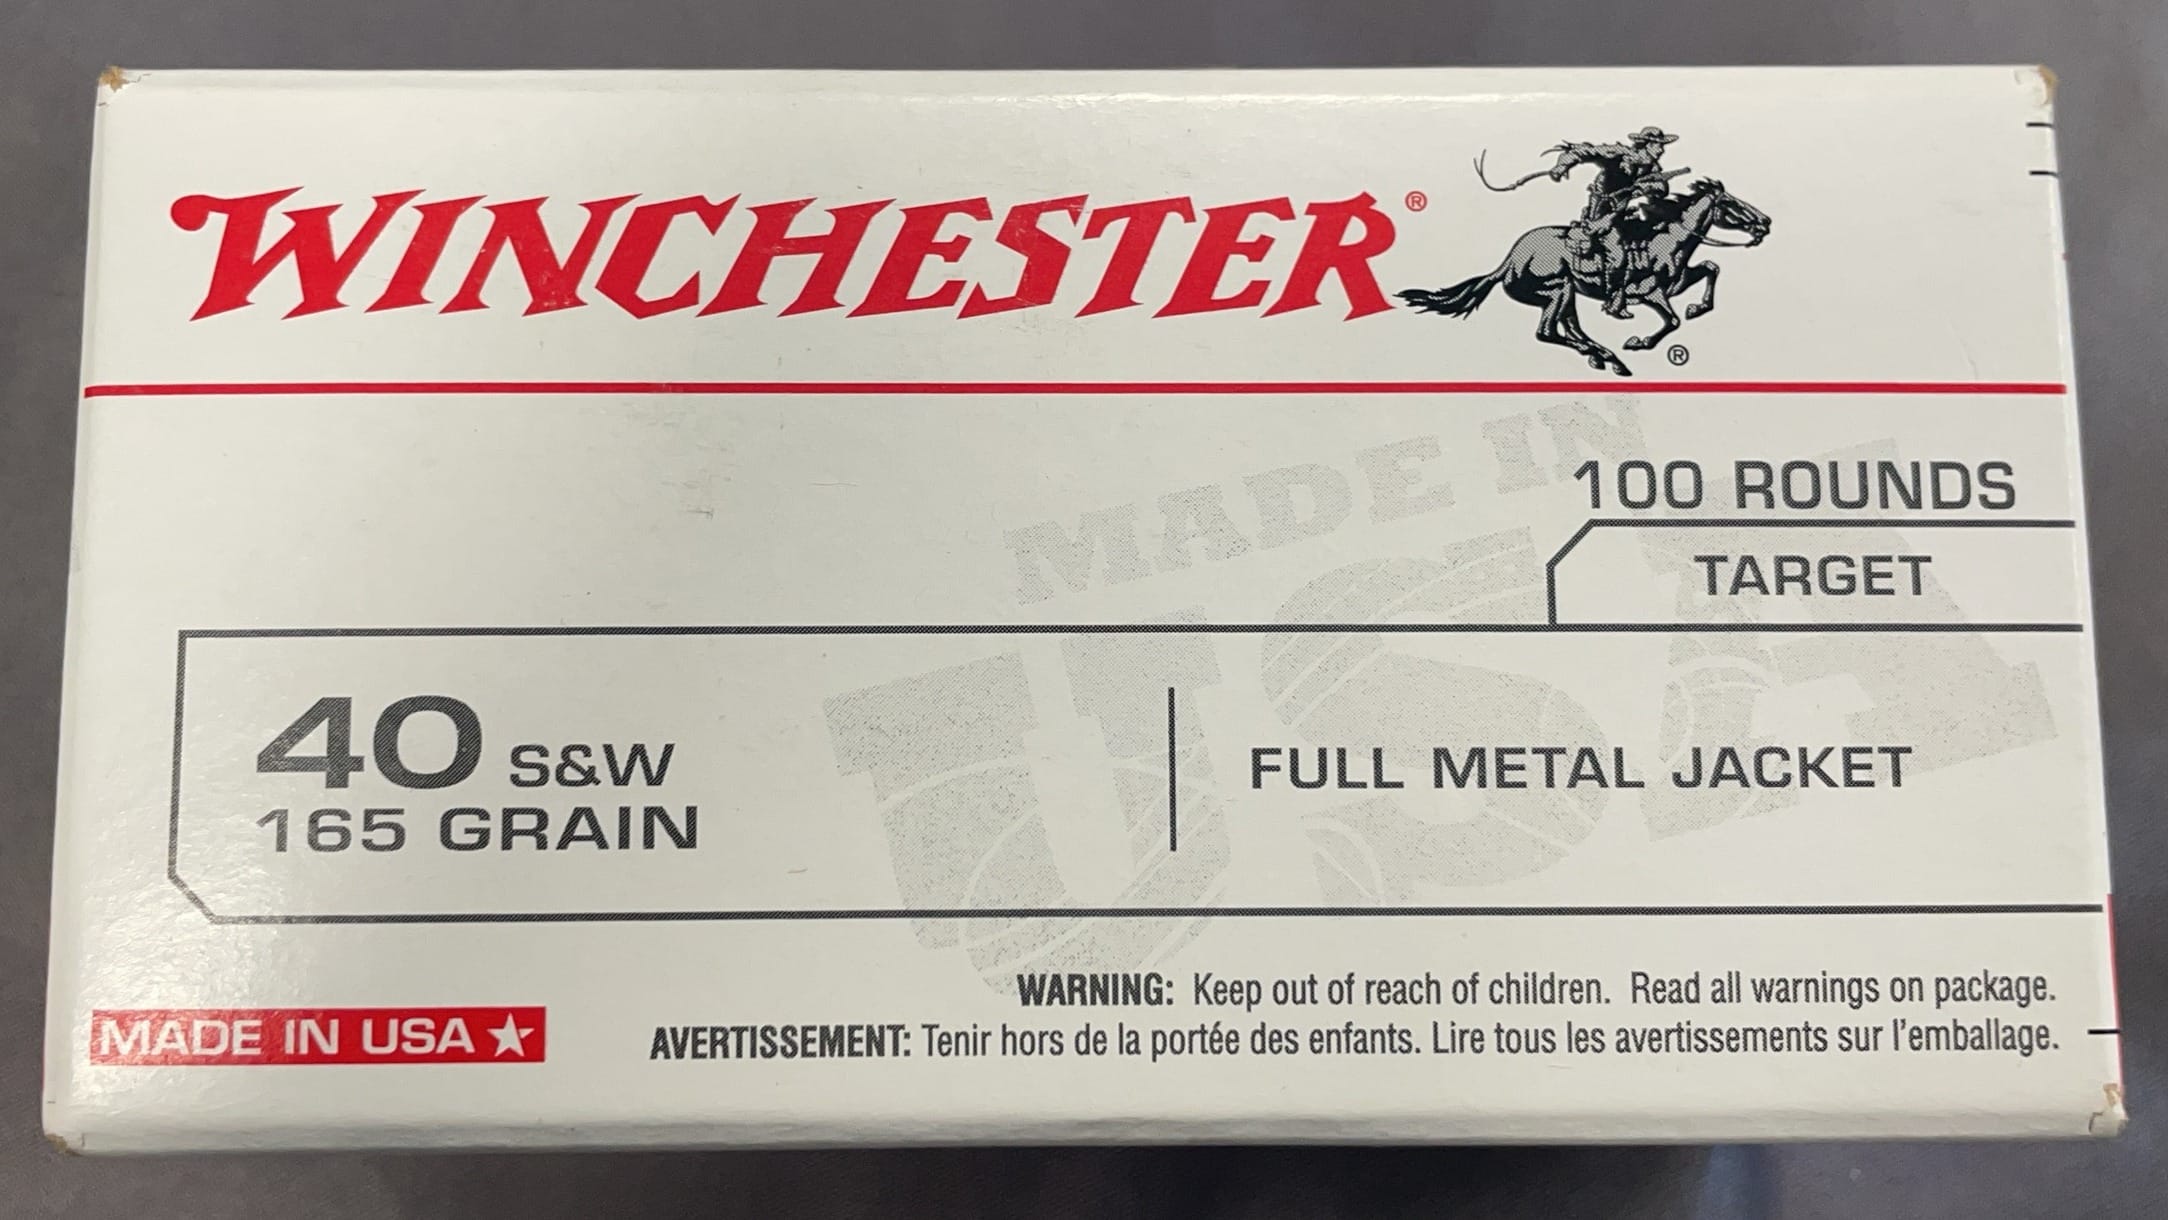 WINCHESTER®
®
MADE IN
USA
100 ROUNDS
TARGET
40 S&W
165 GRAIN
FULL METAL JACKET
WARNING: Keep out of reach of children. Read all warnings on package.
MADE IN USA
AVERTISSEMENT: Tenir hors de la portée des enfants. Lire tous les avertissements sur l'emballage.